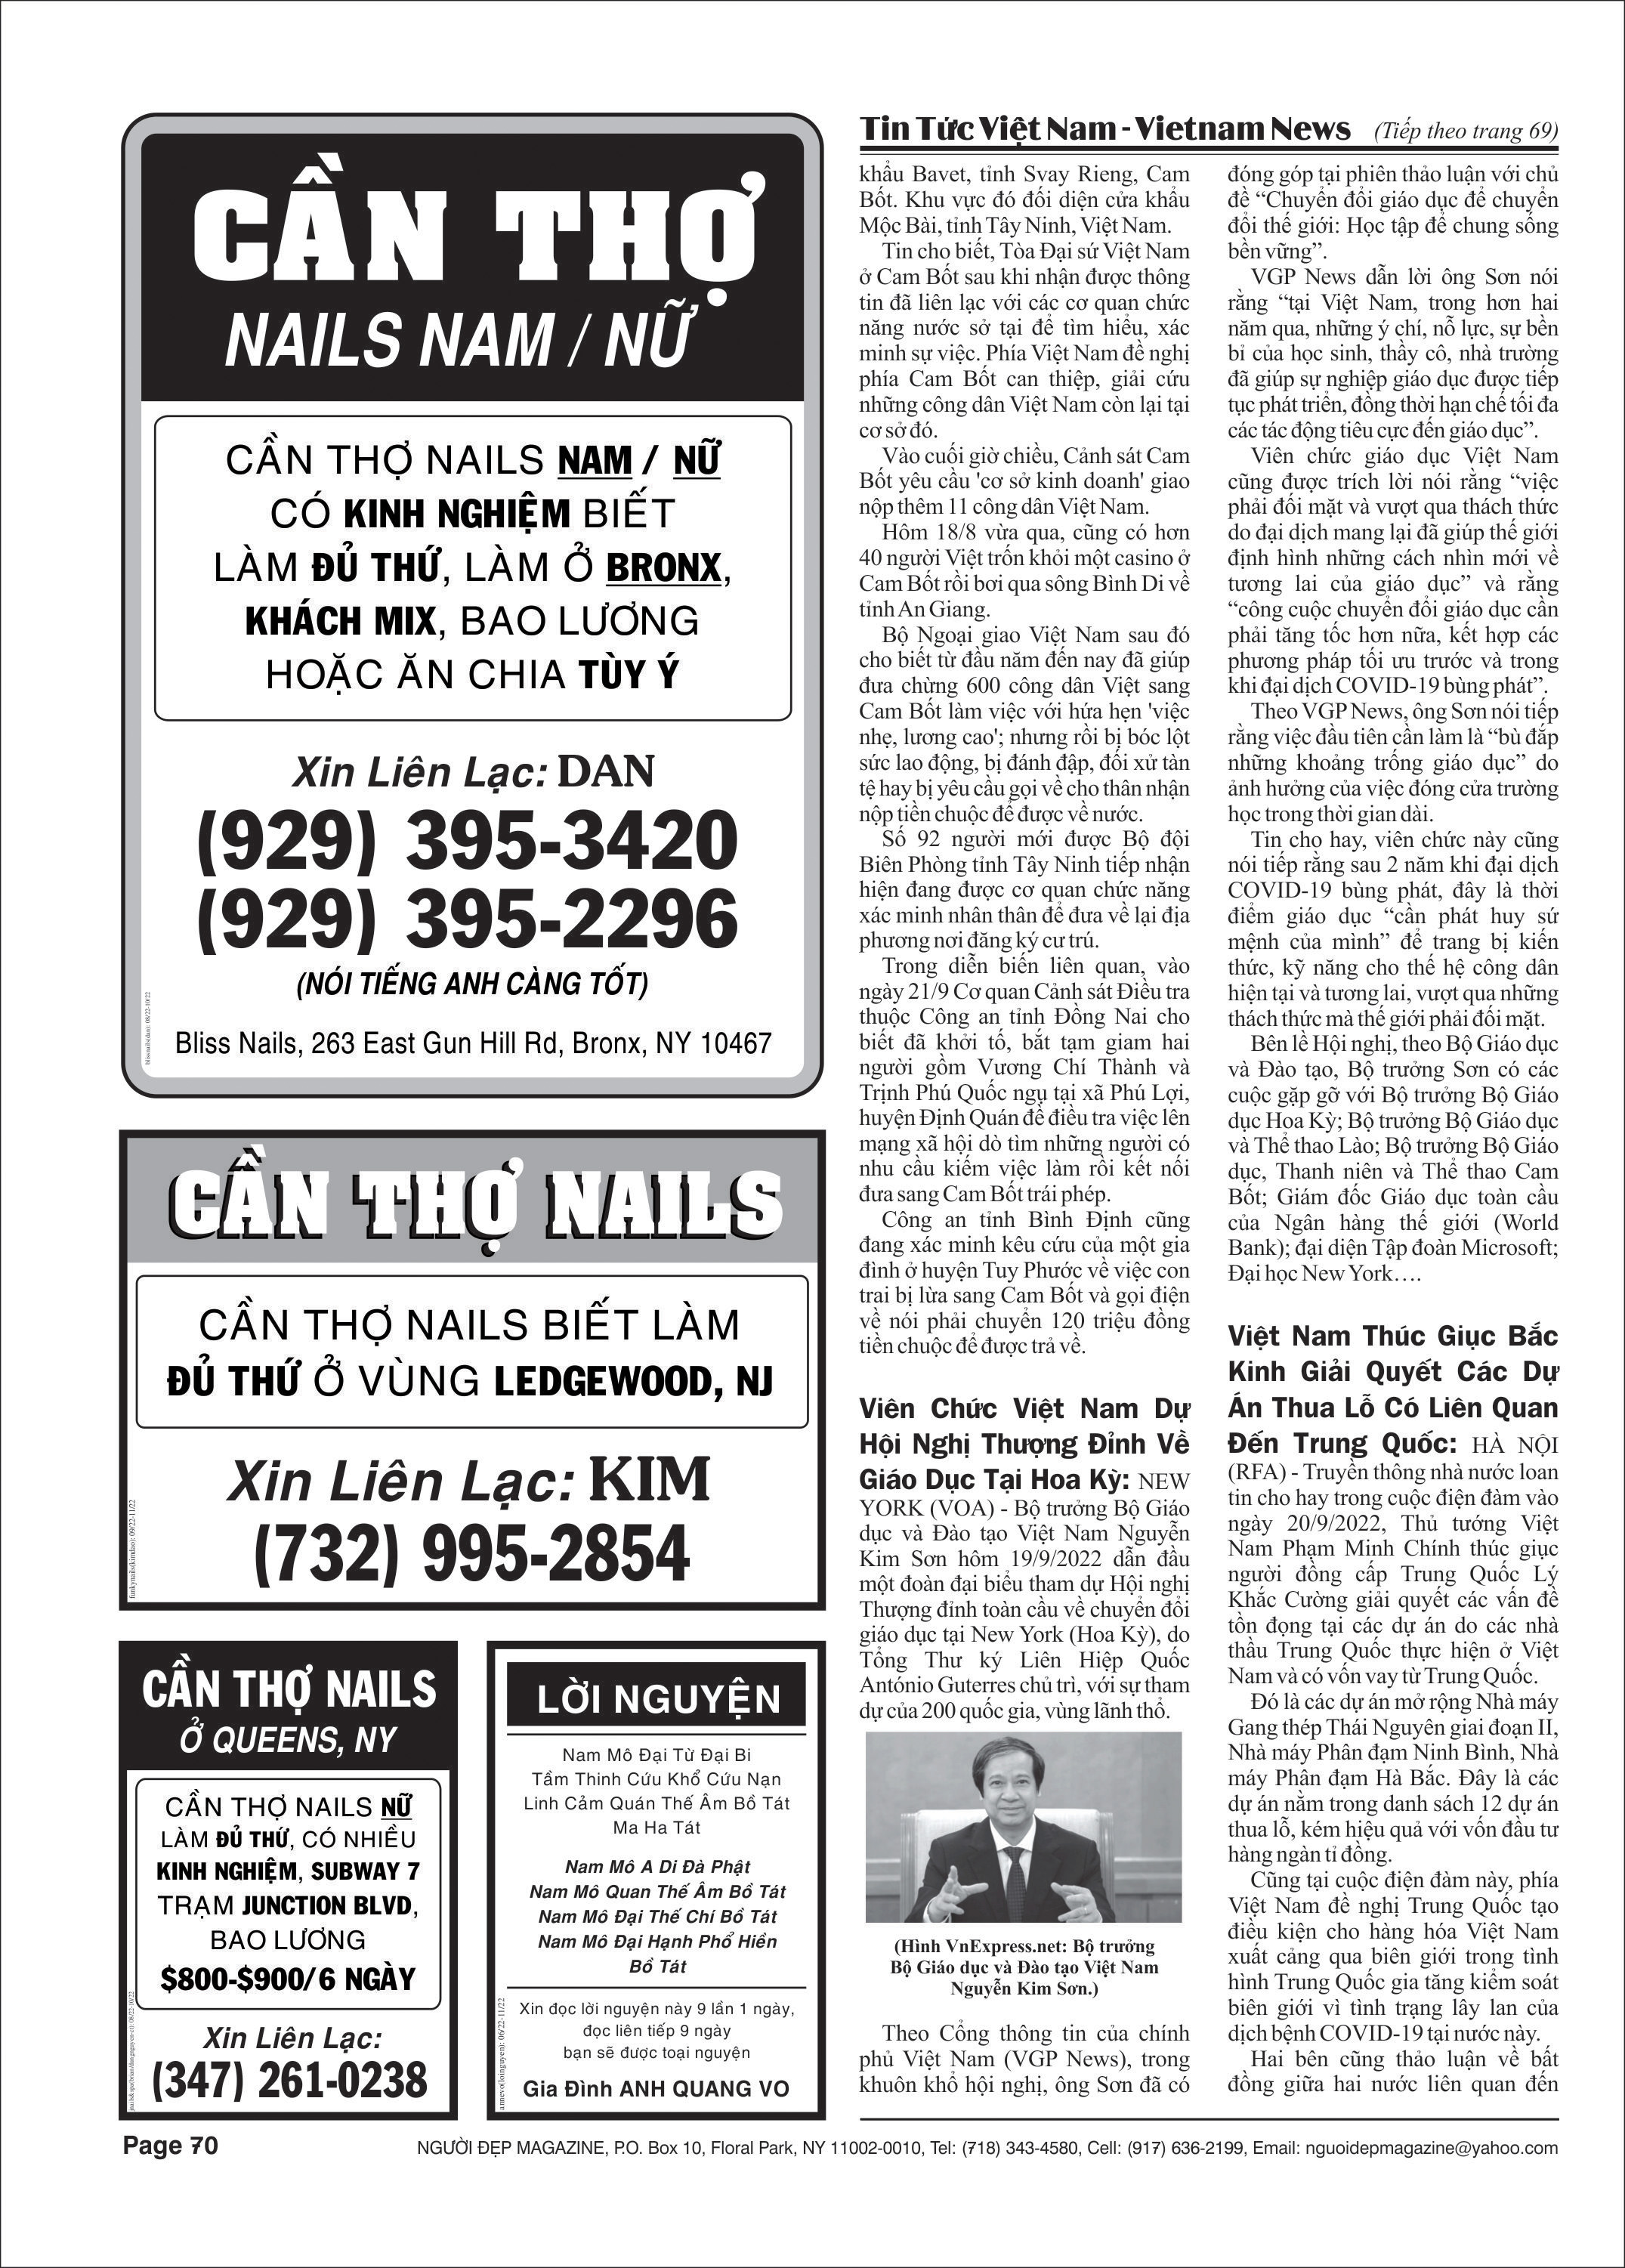 CẦN THỢ
NAILS NAM / NỮ
CẦN THỢ NAILS NAM / NỮ
CÓ KINH NGHIỆM BIẾT
LÀM ĐỦ THỨ, LÀM Ở BRONX,
KHÁCH MIX, BAO LƯƠNG
HOẶC ĂN CHIA TÙY Ý
Xin Liên Lạc: DAN
(929) 395-3420
(929) 395-2296
(NÓI TIẾNG ANH CÀNG TỐT)
Bliss Nails, 263 East Gun Hill Rd, Bronx, NY 10467
CẦN THỢ NAILS
CẦN THỢ NAILS BIẾT LÀM
ĐỦ THỨ Ở VÙNG LEDGEWOOD, NJ
Xin Liên Lạc: KIM
(732) 995-2854
funkynails(kimdao): 09/22-11/22
CẦN THỢ NAILS
Ở QUEENS, NY
CẦN THỢ NAILS NỮ
LÀM ĐỦ THỨ, CÓ NHIỀU
KINH NGHIỆM, SUBWAY 7
TRẠM JUNCTION BLVD,
BAO LƯƠNG
$800-$900/6 NGÀY
Xin Liên Lạc:
(347) 261-0238
LỜI NGUYỆN
Nam Mô Đại Từ Đại Bi
Tầm Thinh Cứu Khổ Cứu Nạn
Linh Cảm Quán Thế Âm Bồ Tát
Ma Ha Tát
Nam Mô A Di Đà Phật
Nam Mô Quan Thế Âm Bồ Tát
Nam Mô Đại Thế Chí Bồ Tát
Nam Mô Đại Hạnh Phổ Hiền
Bồ Tát
Xin đọc lời nguyện này 9 lần 1 ngày,
đọc liên tiếp 9 ngày
bạn sẽ được toại nguyện
Gia Đình ANH QUANG VO
annevo(loinguyen): 06/22-11/22
Tin Tức Việt Nam - Vietnam News (Tiếp theo trang 69)
khẩu Bavet, tỉnh Svay Rieng, Cam
Bốt. Khu vực đó đối diện cửa khẩu
Mộc Bài, tỉnh Tây Ninh, Việt Nam.
Tin cho biết, Tòa Đại sứ Việt Nam
ở Cam Bốt sau khi nhận được thông
tin đã liên lạc với các cơ quan chức
năng nước sở tại để tìm hiểu, xác
minh sự việc. Phía Việt Nam đề nghị
phía Cam Bốt can thiệp, giải cứu
những công dân Việt Nam còn lại tại
cơ sở đó.
Vào cuối giờ chiều, Cảnh sát Cam
Bốt yêu cầu 'cơ sở kinh doanh' giao
nộp thêm 11 công dân Việt Nam.
Hôm 18/8 vừa qua, cũng có hơn
40 người Việt trốn khỏi một casino ở
Cam Bốt rồi bơi qua sông Bình Di về
tỉnh An Giang.
Bộ Ngoại giao Việt Nam sau đó
cho biết từ đầu năm đến nay đã giúp
đưa chừng 600 công dân Việt sang
Cam Bốt làm việc với hứa hẹn 'việc
nhẹ, lương cao'; nhưng rồi bị bóc lột
sức lao động, bị đánh đập, đối xử tàn
tệ hay bị yêu cầu gọi về cho thân nhận
nộp tiền chuộc để được về nước.
Số 92 người mới được Bộ đội
Biên Phòng tỉnh Tây Ninh tiếp nhận
hiện đang được cơ quan chức năng
xác minh nhân thân để đưa về lại địa
phương nơi đăng ký cư trú.
Trong diễn biến liên quan, vào
ngày 21/9 Cơ quan Cảnh sát Điều tra
thuộc Công an tỉnh Đồng Nai cho
biết đã khởi tố, bắt tạm giam hai
người gồm Vương Chí Thành và
Trịnh Phú Quốc ngụ tại xã Phú Lợi,
huyện Định Quán để điều tra việc lên
mạng xã hội dò tìm những người có
nhu cầu kiếm việc làm rồi kết nối
đưa sang Cam Bốt trái phép.
Công an tỉnh Bình Định cũng
đang xác minh kêu cứu của một gia
đình ở huyện Tuy Phước về việc con
trai bị lừa sang Cam Bốt và gọi điện
về nói phải chuyển 120 triệu đồng
tiền chuộc để được trả về.
Viên Chức Việt Nam Dự
Hội Nghị Thượng Đỉnh Về
Giáo Dục Tại Hoa Kỳ: NEW
YORK (VOA) - Bộ trưởng Bộ Giáo
dục và Đào tạo Việt Nam Nguyễn
Kim Sơn hôm 19/9/2022 dẫn đầu
một đoàn đại biểu tham dự Hội nghị
Thượng đỉnh toàn cầu về chuyển đổi
giáo dục tại New York (Hoa Kỳ), do
Tổng Thư ký Liên Hiệp Quốc
António Guterres chủ trì, với sự tham
dự của 200 quốc gia, vùng lãnh thổ.
(Hình VnExpress.net: Bộ trưởng
Bộ Giáo dục và Đào tạo Việt Nam
Nguyễn Kim Sơn.)
Theo Cổng thông tin của chính
phủ Việt Nam (VGP News), trong
khuôn khổ hội nghị, ông Sơn đã có
đóng góp tại phiên thảo luận với chủ
đề “Chuyển đổi giáo dục để chuyển
đổi thế giới: Học tập để chung sống
bền vững”.
VGP News dẫn lời ông Sơn nói
rằng “tại Việt Nam, trong hơn hai
năm qua, những ý chí, nỗ lực, sự bền
bỉ của học sinh, thầy cô, nhà trường
đã giúp sự nghiệp giáo dục được tiếp
tục phát triển, đồng thời hạn chế tối đa
các tác động tiêu cực đến giáo dục”.
Viên chức giáo dục Việt Nam
cũng được trích lời nói rằng “việc
phải đối mặt và vượt qua thách thức
do đại dịch mang lại đã giúp thế giới
định hình những cách nhìn mới về
tương lai của giáo dục” và rằng
“công cuộc chuyển đổi giáo dục cần
phải tăng tốc hơn nữa, kết hợp các
phương pháp tối ưu trước và trong
khi đại dịch COVID-19 bùng phát”.
Theo VGP News, ông Sơn nói tiếp
rằng việc đầu tiên cần làm là “bù đắp
những khoảng trống giáo dục” do
ảnh hưởng của việc đóng cửa trường
học trong thời gian dài.
Tin cho hay, viên chức này cũng
nói tiếp rằng sau 2 năm khi đại dịch
COVID-19 bùng phát, đây là thời
điểm giáo dục “cần phát huy sứ
mệnh của mình” để trang bị kiến
thức, kỹ năng cho thế hệ công dân
hiện tại và tương lai, vượt qua những
thách thức mà thế giới phải đối mặt.
Bên lề Hội nghị, theo Bộ Giáo dục
và Đào tạo, Bộ trưởng Sơn có các
cuộc gặp gỡ với Bộ trưởng Bộ Giáo
dục Hoa Kỳ; Bộ trưởng Bộ Giáo dục
và Thể thao Lào; Bộ trưởng Bộ Giáo
dục, Thanh niên và Thể thao Cam
Bốt; Giám đốc Giáo dục toàn cầu
của Ngân hàng thế giới (World
Bank); đại diện Tập đoàn Microsoft;
Đại học New York….
Việt Nam Thúc Giục Bắc
Kinh Giải Quyết Các Dự
Án Thua Lỗ Có Liên Quan
Đến Trung Quốc: HÀ NỘI
(RFA) - Truyền thông nhà nước loan
tin cho hay trong cuộc điện đàm vào
ngày 20/9/2022, Thủ tướng Việt
Nam Phạm Minh Chính thúc giục
người đồng cấp Trung Quốc Lý
Khắc Cường giải quyết các vấn đề
tồn đọng tại các dự án do các nhà
thầu Trung Quốc thực hiện ở Việt
Nam và có vốn vay từ Trung Quốc.
Đó là các dự án mở rộng Nhà máy
Gang thép Thái Nguyên giai đoạn II,
Nhà máy Phân đạm Ninh Bình, Nhà
máy Phân đạm Hà Bắc. Đây là các
dự án nằm trong danh sách 12 dự án
thua lỗ, kém hiệu quả với vốn đầu tư
hàng ngàn tỉ đồng.
Cũng tại cuộc điện đàm này, phía
Việt Nam đề nghị Trung Quốc tạo
điều kiện cho hàng hóa Việt Nam
xuất cảng qua biên giới trong tình
hình Trung Quốc gia tăng kiểm soát
biên giới vì tình trạng lây lan của
dịch bệnh COVID-19 tại nước này.
Hai bên cũng thảo luận về bất
đồng giữa hai nước liên quan đến
Page 70
NGƯỜI ĐẸP MAGAZINE, P.O. Box 10, Floral Park, NY 11002-0010, Tel: (718) 343-4580, Cell: (917) 636-2199, Email: nguoidepmagazine@yahoo.com